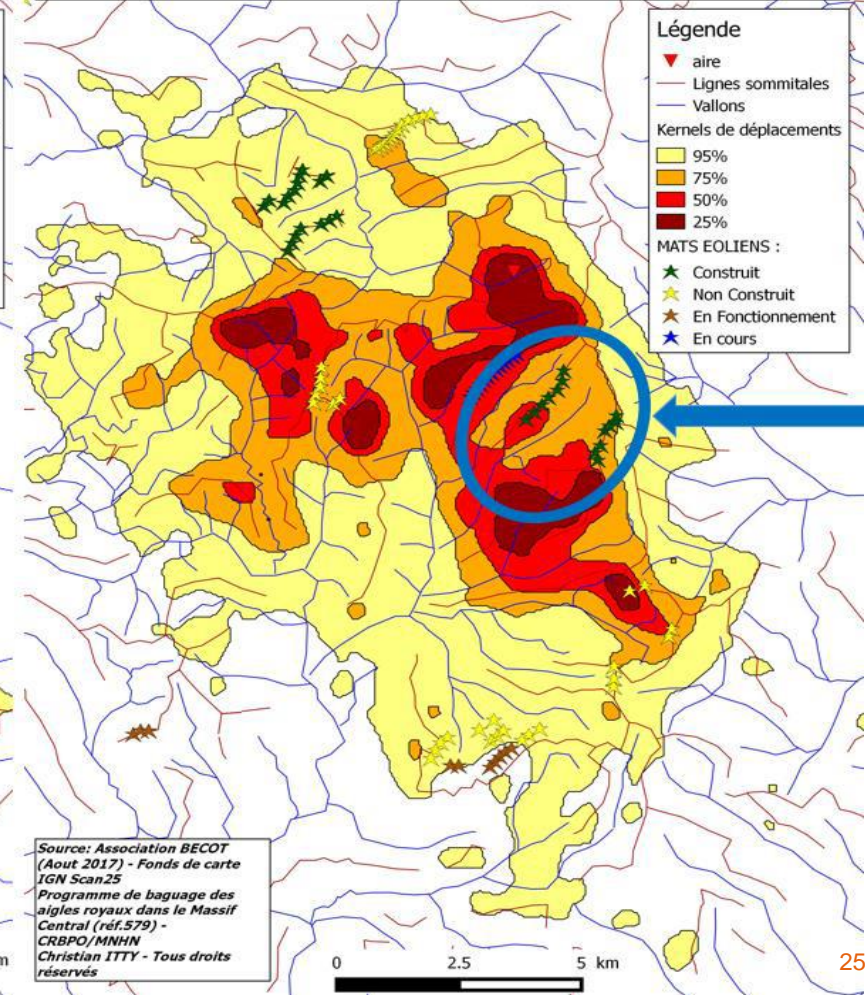 Légende
aire
Lignes sommitales
Vallons
Kernels de déplacements
95%
75%
50%
25%
MATS EOLIENS :
Construit
Non Construit
En Fonctionnement
En cours
Source: Association BECOT
(Aout 2017) - Fonds de carte
IGN Scan25
Programme de baguage des
aigles royaux dans le Massif
Central (réf.579) -
CRBPO/MNHN
Christian ITTY - Tous droits
réservés
m
0 2.5 5 km
25